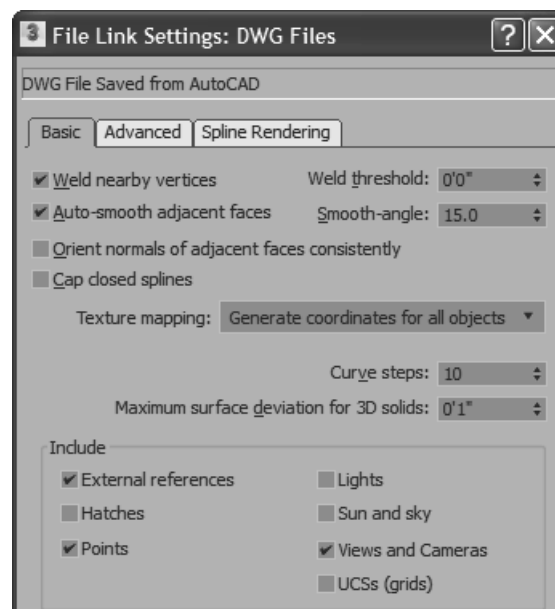 3 File Link Settings: DWG Files ? X
DWG File Saved from AutoCAD
Basic Advanced Spline Rendering
Weld nearby vertices Weld threshold: 0'0"
Auto-smooth adjacent faces Smooth-angle: 15.0
Orient normals of adjacent faces consistently
Cap closed splines
Texture mapping: Generate coordinates for all objects
Curve steps: 10
Maximum surface deviation for 3D solids: 0'1"
Include
External references Lights
Hatches Sun and sky
Points Views and Cameras
UCSs (grids)